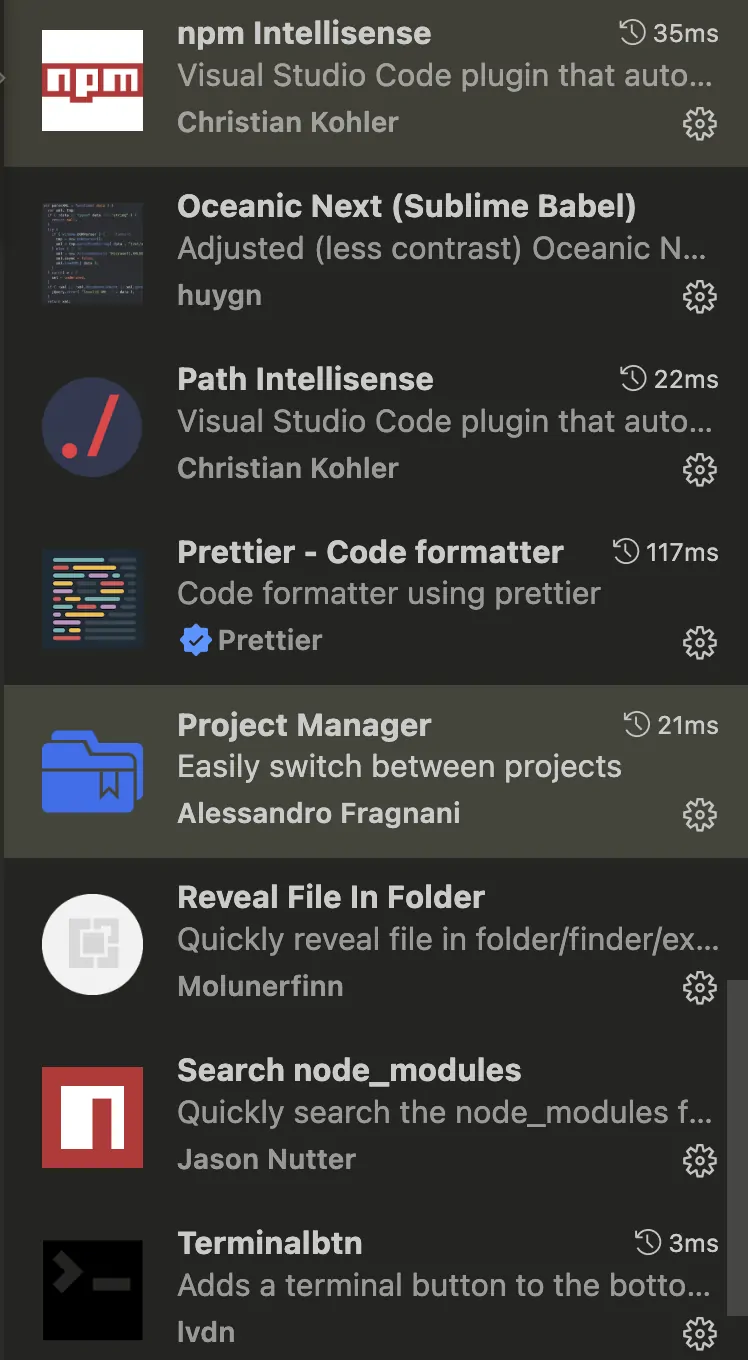 npm
npm Intellisense 35ms
Visual Studio Code plugin that auto...
Christian Kohler
Oceanic Next (Sublime Babel)
Adjusted (less contrast) Oceanic N...
huygn
./
Path Intellisense 22ms
Visual Studio Code plugin that auto...
Christian Kohler
Prettier - Code formatter 117ms
Code formatter using prettier
Prettier
Project Manager 21ms
Easily switch between projects
Alessandro Fragnani
Reveal File In Folder
Quickly reveal file in folder/finder/ex...
Molunerfinn
Search node_modules
Quickly search the node_modules f...
Jason Nutter
Terminalbtn 3ms
Adds a terminal button to the botto...
lvdn